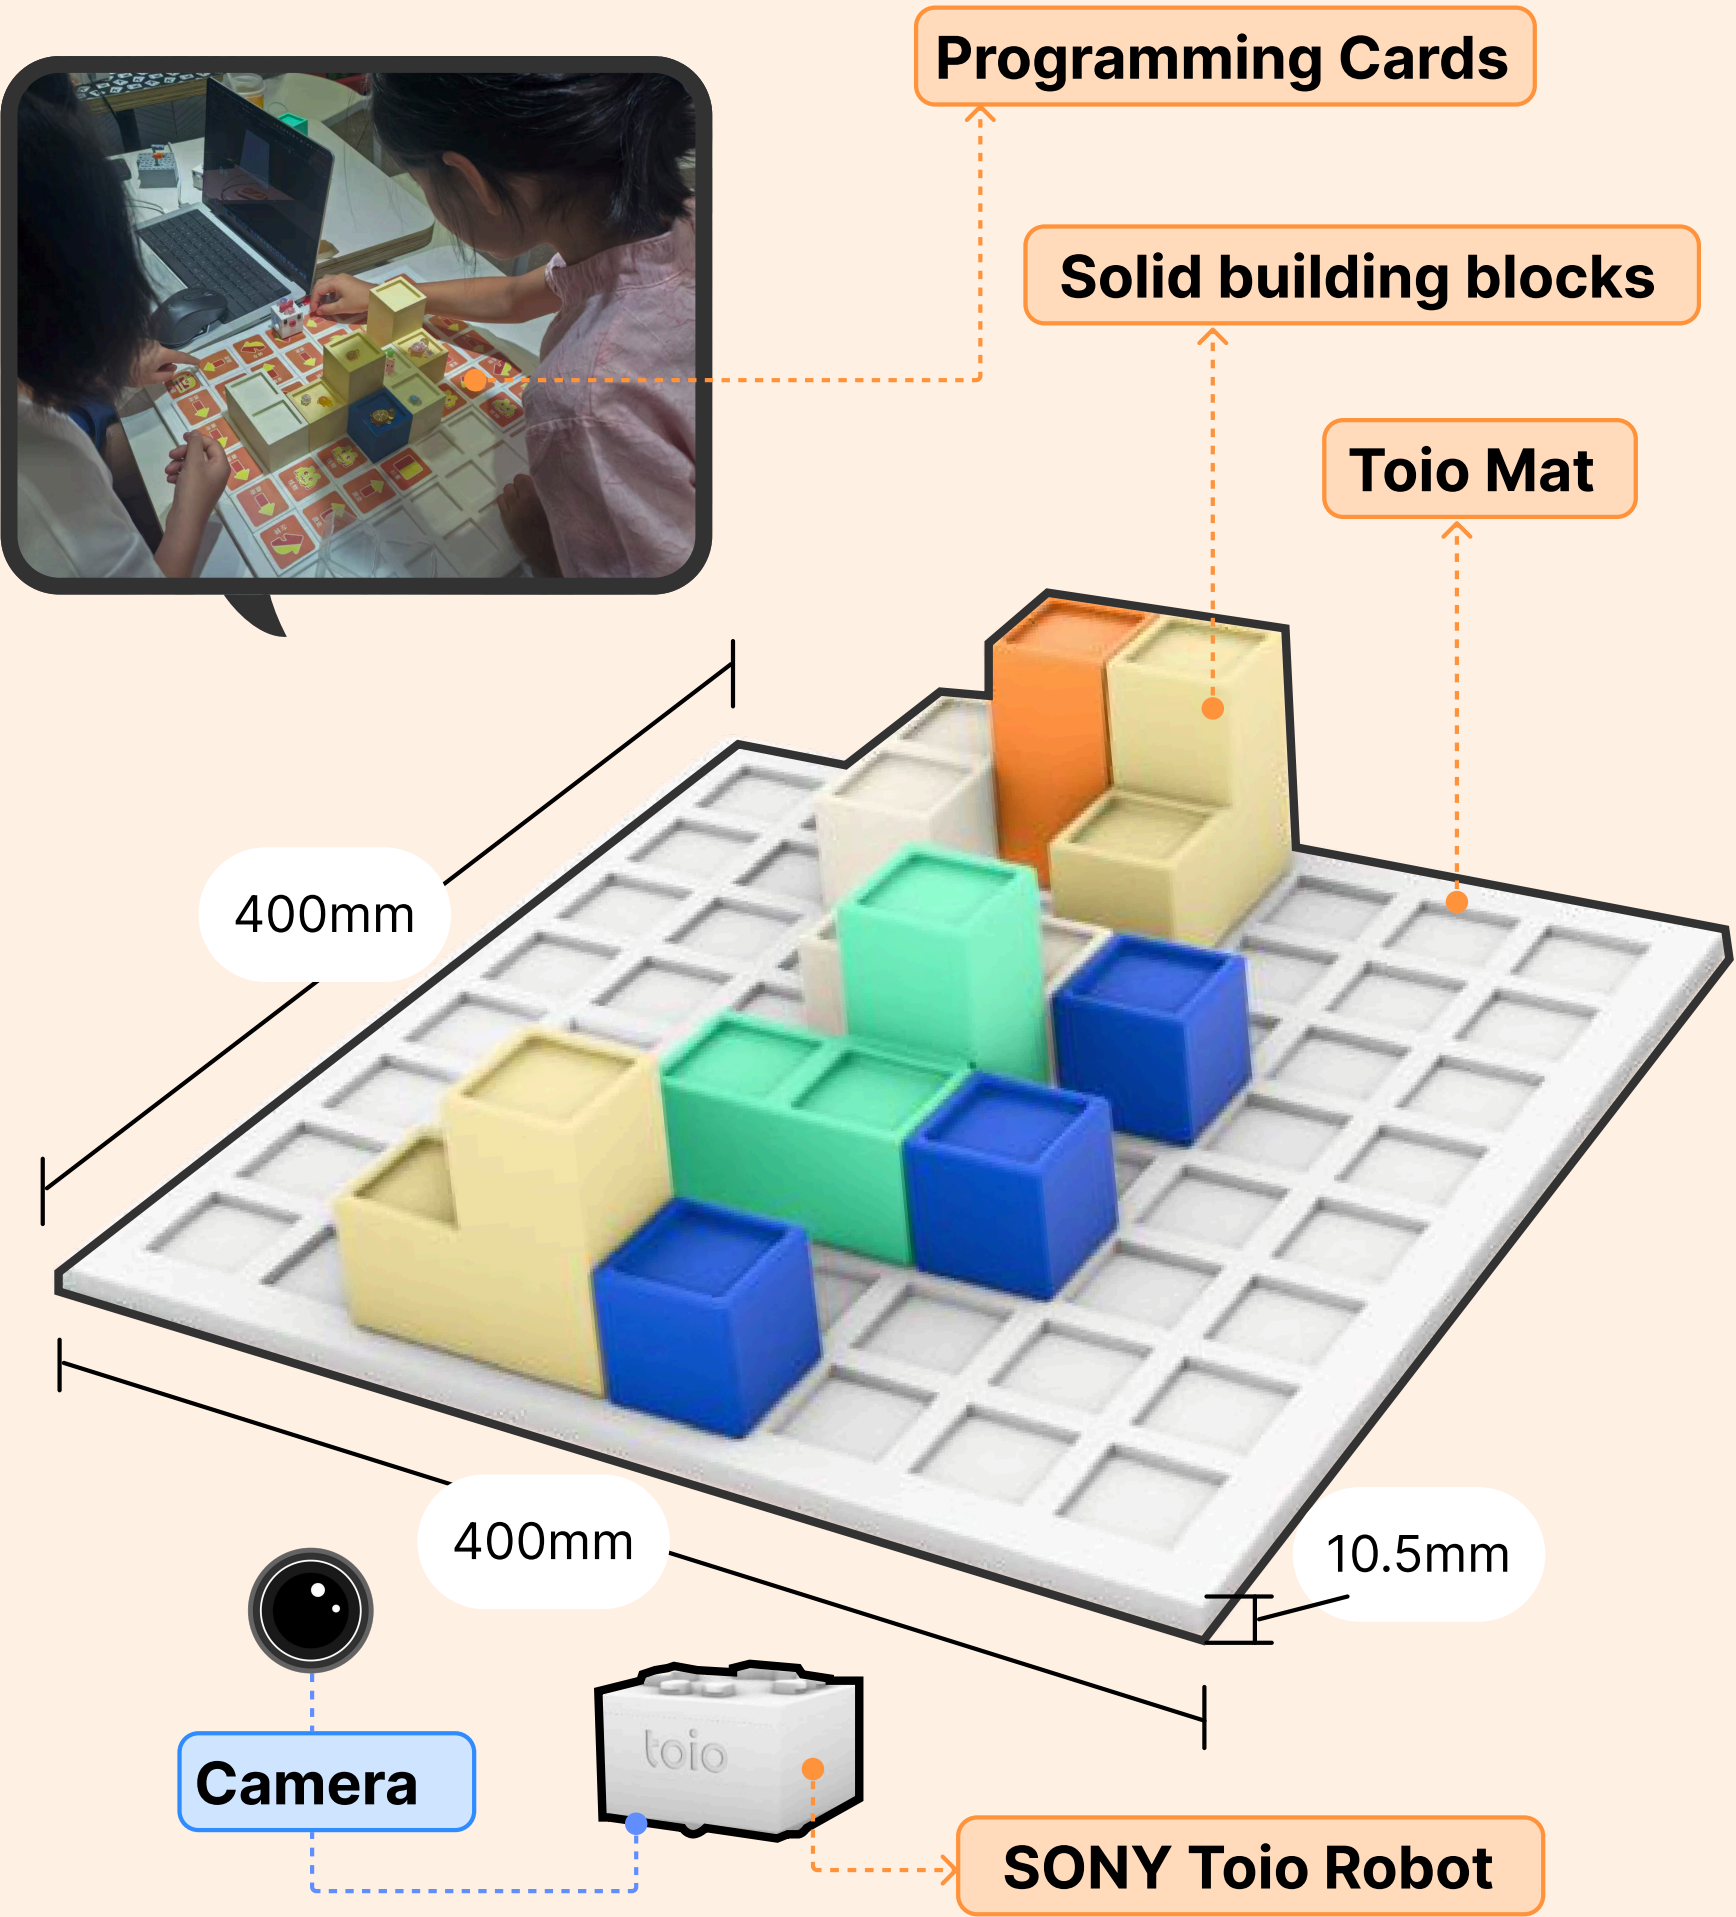 Programming Cards
Solid building blocks
Toio Mat
400mm
400mm
10.5mm
Camera
toio
SONY Toio Robot